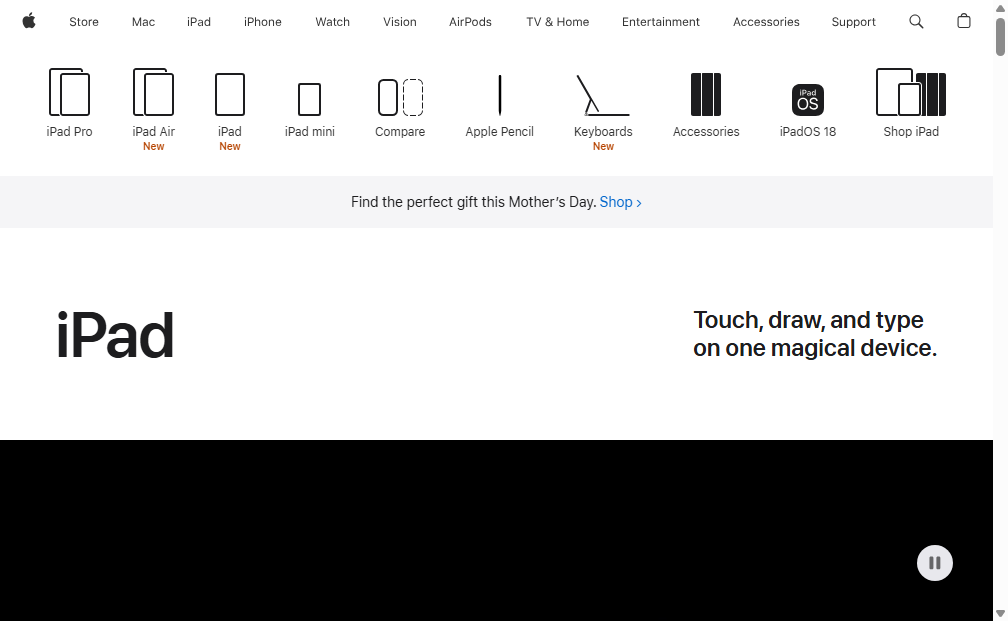 Store Mac iPad iPhone Watch Vision AirPods TV & Home Entertainment Accessories Support
iPad OS
iPad Pro iPad Air iPad iPad mini Compare Apple Pencil Keyboards Accessories iPadOS 18 Shop iPad
New New New
Find the perfect gift this Mother's Day. Shop >
iPad
Touch, draw, and type
on one magical device.